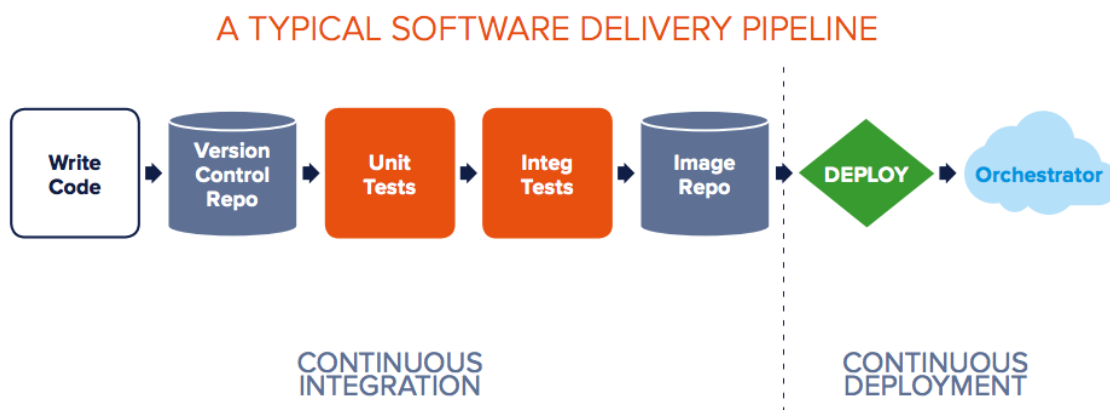 A TYPICAL SOFTWARE DELIVERY PIPELINE
Write
Code
Version
Control
Repo
Unit
Tests
Integ
Tests
Image
Repo
DEPLOY
Orchestrator
CONTINUOUS
INTEGRATION
CONTINUOUS
DEPLOYMENT